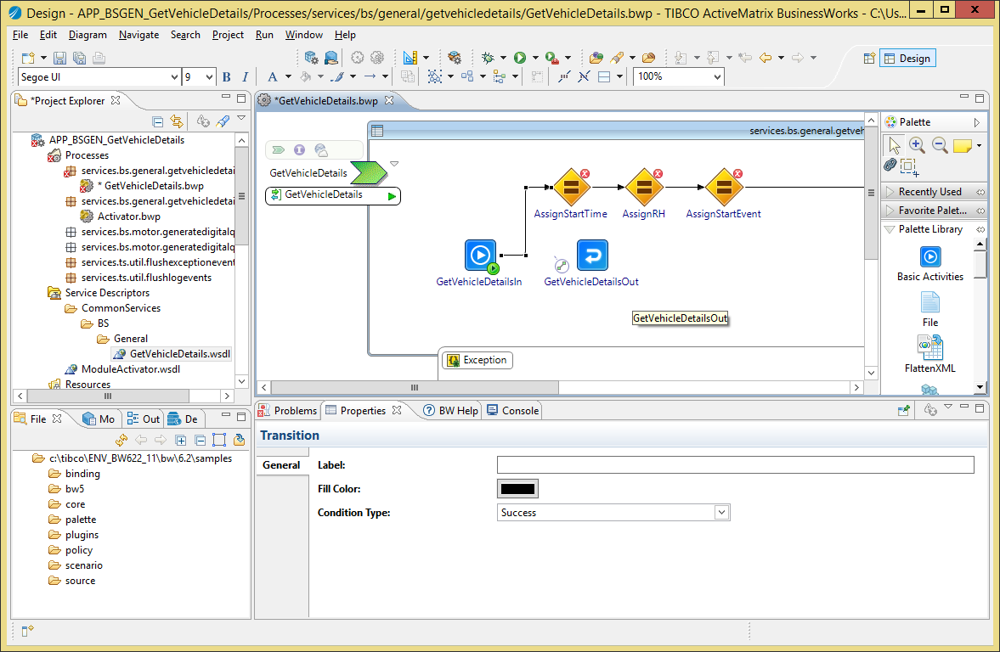 Design - APP_BSGEN_GetVehicleDetails/Processes/services/bs/general/getvehicledetails/GetVehicleDetails.bwp - TIBCO ActiveMatrix BusinessWorks - C:\Us...
File Edit Diagram Navigate Search Project Run Window Help
Design
Segoe UI 9 B I A 100%
*Project Explorer
APP_BSGEN_GetVehicleDetails
Processes
services.bs.general.getvehicledetai
* GetVehicleDetails.bwp
services.bs.general.getvehicledetai
Activator.bwp
services.bs.motor.generatedigitalq
services.bs.motor.generatedigitalq
services.ts.util.flushexceptionevent
services.ts.util.flushlogevents
Service Descriptors
CommonServices
BS
General
GetVehicleDetails.wsdl
ModuleActivator.wsdl
Resources
*GetVehicleDetails.bwp
services.bs.general.getveh
GetVehicleDetails
GetVehicleDetails
AssignStartTime
AssignRH
AssignStartEvent
GetVehicleDetailsIn
GetVehicleDetailsOut
GetVehicleDetailsOut
Exception
Palette
Recently Used
Favorite Palet...
Palette Library
Basic Activities
File
FlattenXML
File Mo Out De
c:\tibco\ENV_BW622_11\bw\6.2\samples
binding
bw5
core
palette
plugins
policy
scenario
source
Problems Properties BW Help Console
Transition
General
Label:
Fill Color:
Condition Type: Success